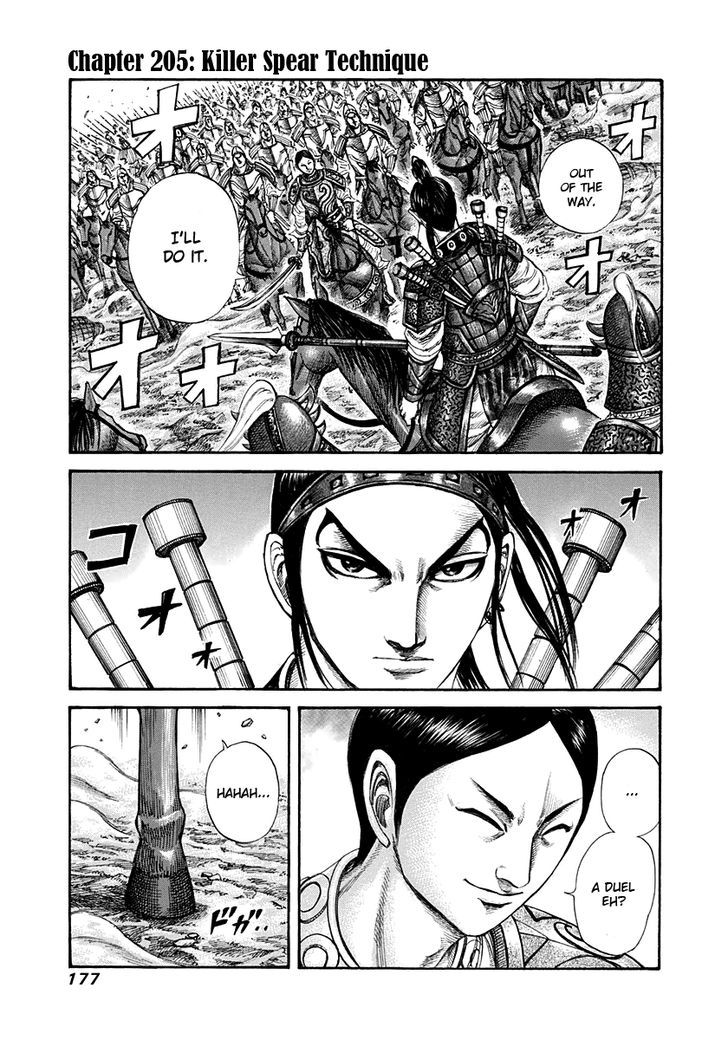 Chapter 205: Killer Spear Technique
オ
オ
OUT
OF THE
WAY.
I'LL
DO IT.
オ
オ
オ
コ
オ
オ
オ
オ
HAHAH...
ドガ..
...
A DUEL
EH?
177